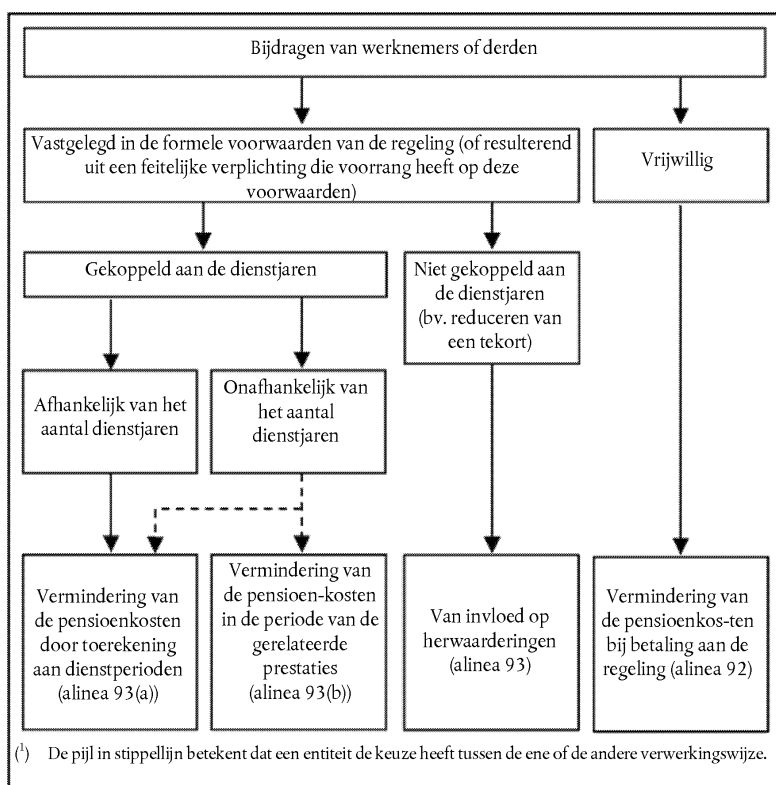 Bijdragen van werknemers of derden
Vastgelegd in de formele voorwaarden van de regeling (of resulterend
uit een feitelijke verplichting die voorrang heeft op deze
voorwaarden)
Vrijwillig
Gekoppeld aan de dienstjaren
Niet gekoppeld aan
de dienstjaren
(bv. reduceren van
een tekort)
Afhankelijk van het
aantal dienstjaren
Onafhankelijk van
het aantal
dienstjaren
Vermindering van
de pensioenkosten
door toerekening
aan dienstperioden
(alinea 93(a))
Vermindering van
de pensioen-kosten
in de periode van de
gerelateerde
prestaties
(alinea 93(b))
Van invloed op
herwaarderingen
(alinea 93)
Vermindering van
de pensioenkos-ten
bij betaling aan de
regeling (alinea 92)
(¹) De pijl in stippellijn betekent dat een entiteit de keuze heeft tussen de ene of de andere verwerkingswijze.